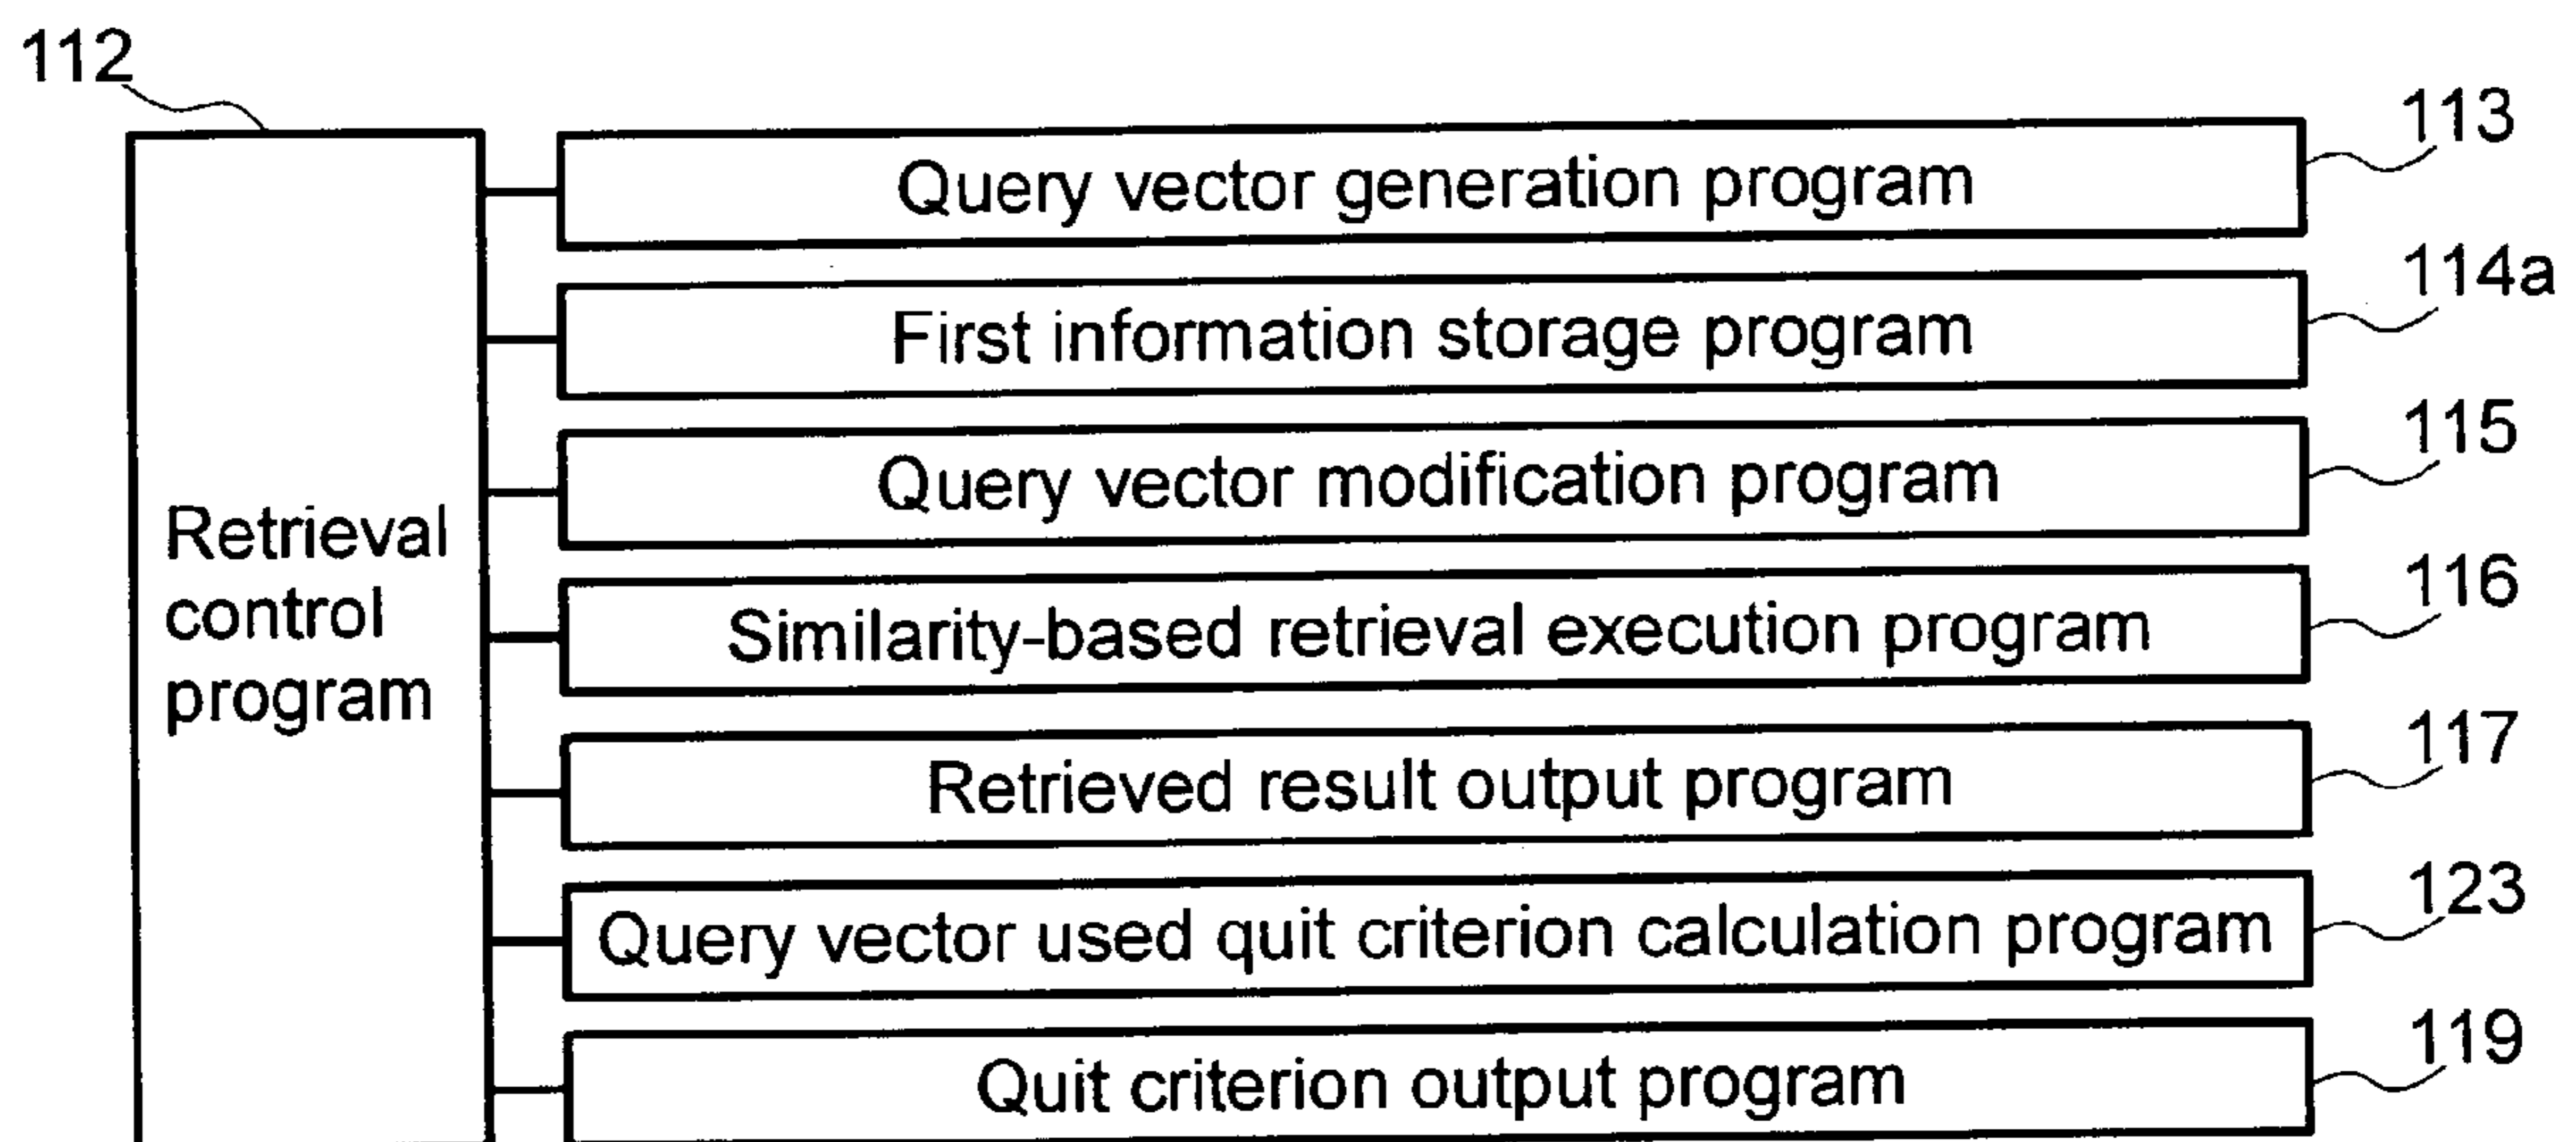 112
113
Query vector generation program
114a
First information storage program
115
Query vector modification program
Retrieval
control
program
116
Similarity-based retrieval execution program
117
Retrieved result output program
123
Query vector used quit criterion calculation program
119
Quit criterion output program